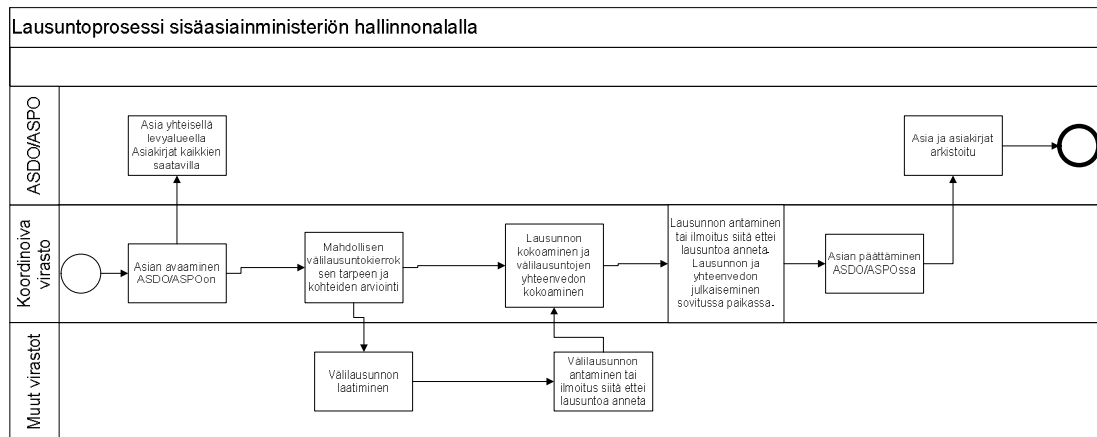 Lausuntoprosessi sisäasiainministeriön hallinnonalalla
ASDO/ASPO
Asia yhteisellä
levyalueella
Asiakirjat kaikkien
saatavilla
Asia ja asiakirjat
arkistoitu
Koordinoiva
virasto
Asian avaaminen
ASDO/ASPOon
Mahdollisen
välilausuntokierrok
sen tarpeen ja
kohteiden arviointi
Lausunnon
kokoaminen ja
välilausuntojen
yhteenvedon
kokoaminen
Lausunnon antaminen
tai ilmoitus siitä ettei
lausuntoa anneta.
Lausunnon ja
yhteenvedon
julkaiseminen
sovitussa paikassa.
Asian päättäminen
ASDO/ASPOssa
Muut virastot
Välilausunnon
laatiminen
Välilausunnon
antaminen tai
ilmoitus siitä ettei
lausuntoa anneta